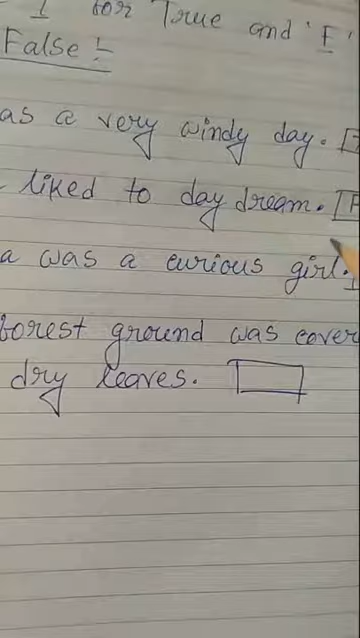 T for True and 'F'
False :-
as a very windy day.
liked to day dream. [F
a was a curious girl.
forest ground was cover
dry leaves.